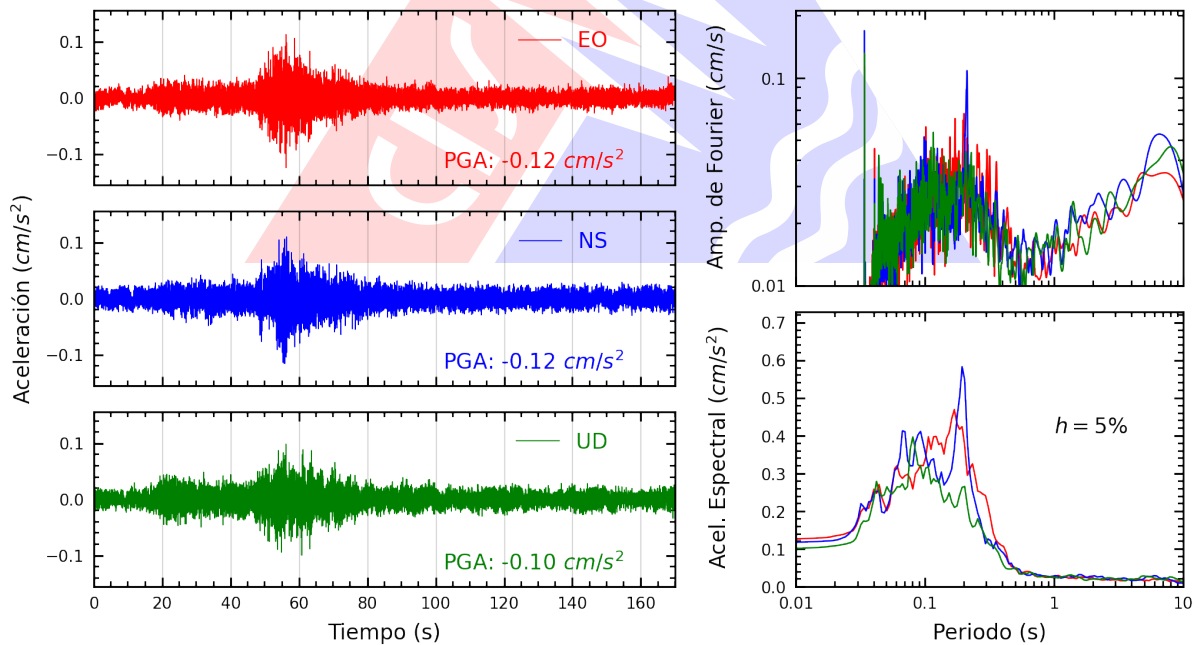 EO
0.1
0.0
−0.1
PGA: -0.12 cm/s²
NS
0.1
0.0
−0.1
PGA: -0.12 cm/s²
Aceleración (cm/s²)
UD
0.1
0.0
−0.1
PGA: -0.10 cm/s²
0 20 40 60 80 100 120 140 160
Tiempo (s)
Amp. de Fourier (cm/s)
0.1
0.01
Acel. Espectral (cm/s²)
0.7
0.6
0.5
0.4
0.3
0.2
0.1
0.0
h = 5%
0.01 0.1 1 10
Periodo (s)